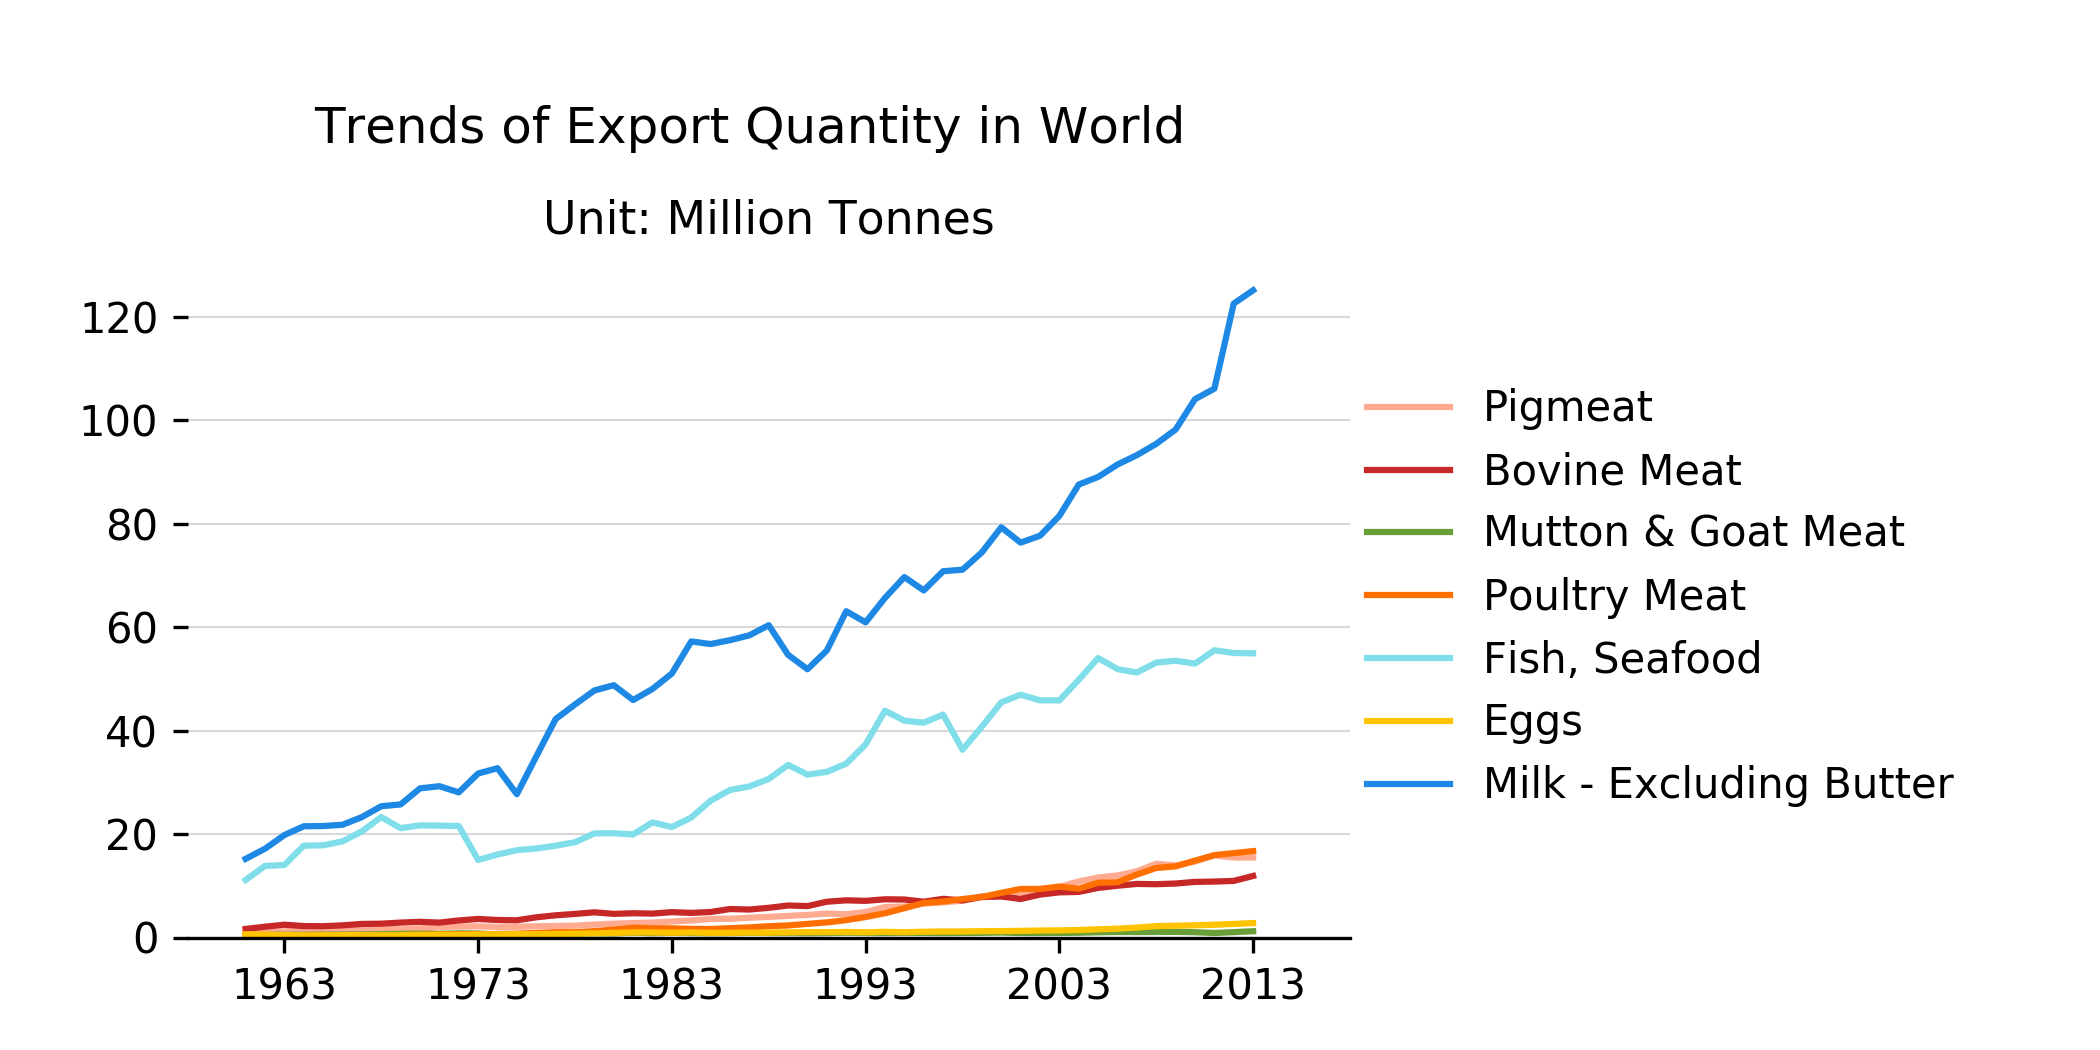 Trends of Export Quantity in World
Unit: Million Tonnes
120
100
80
60
40
20
0
1963 1973 1983 1993 2003 2013
Pigmeat
Bovine Meat
Mutton & Goat Meat
Poultry Meat
Fish, Seafood
Eggs
Milk - Excluding Butter